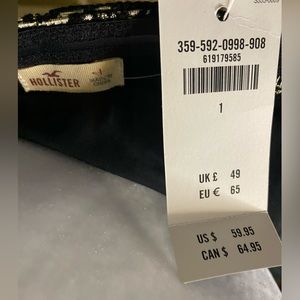 HOLLISTER
359-592-0998-908
619179585
1
UK £ 49
EU € 65
US $ 59.95
CAN $ 64.95